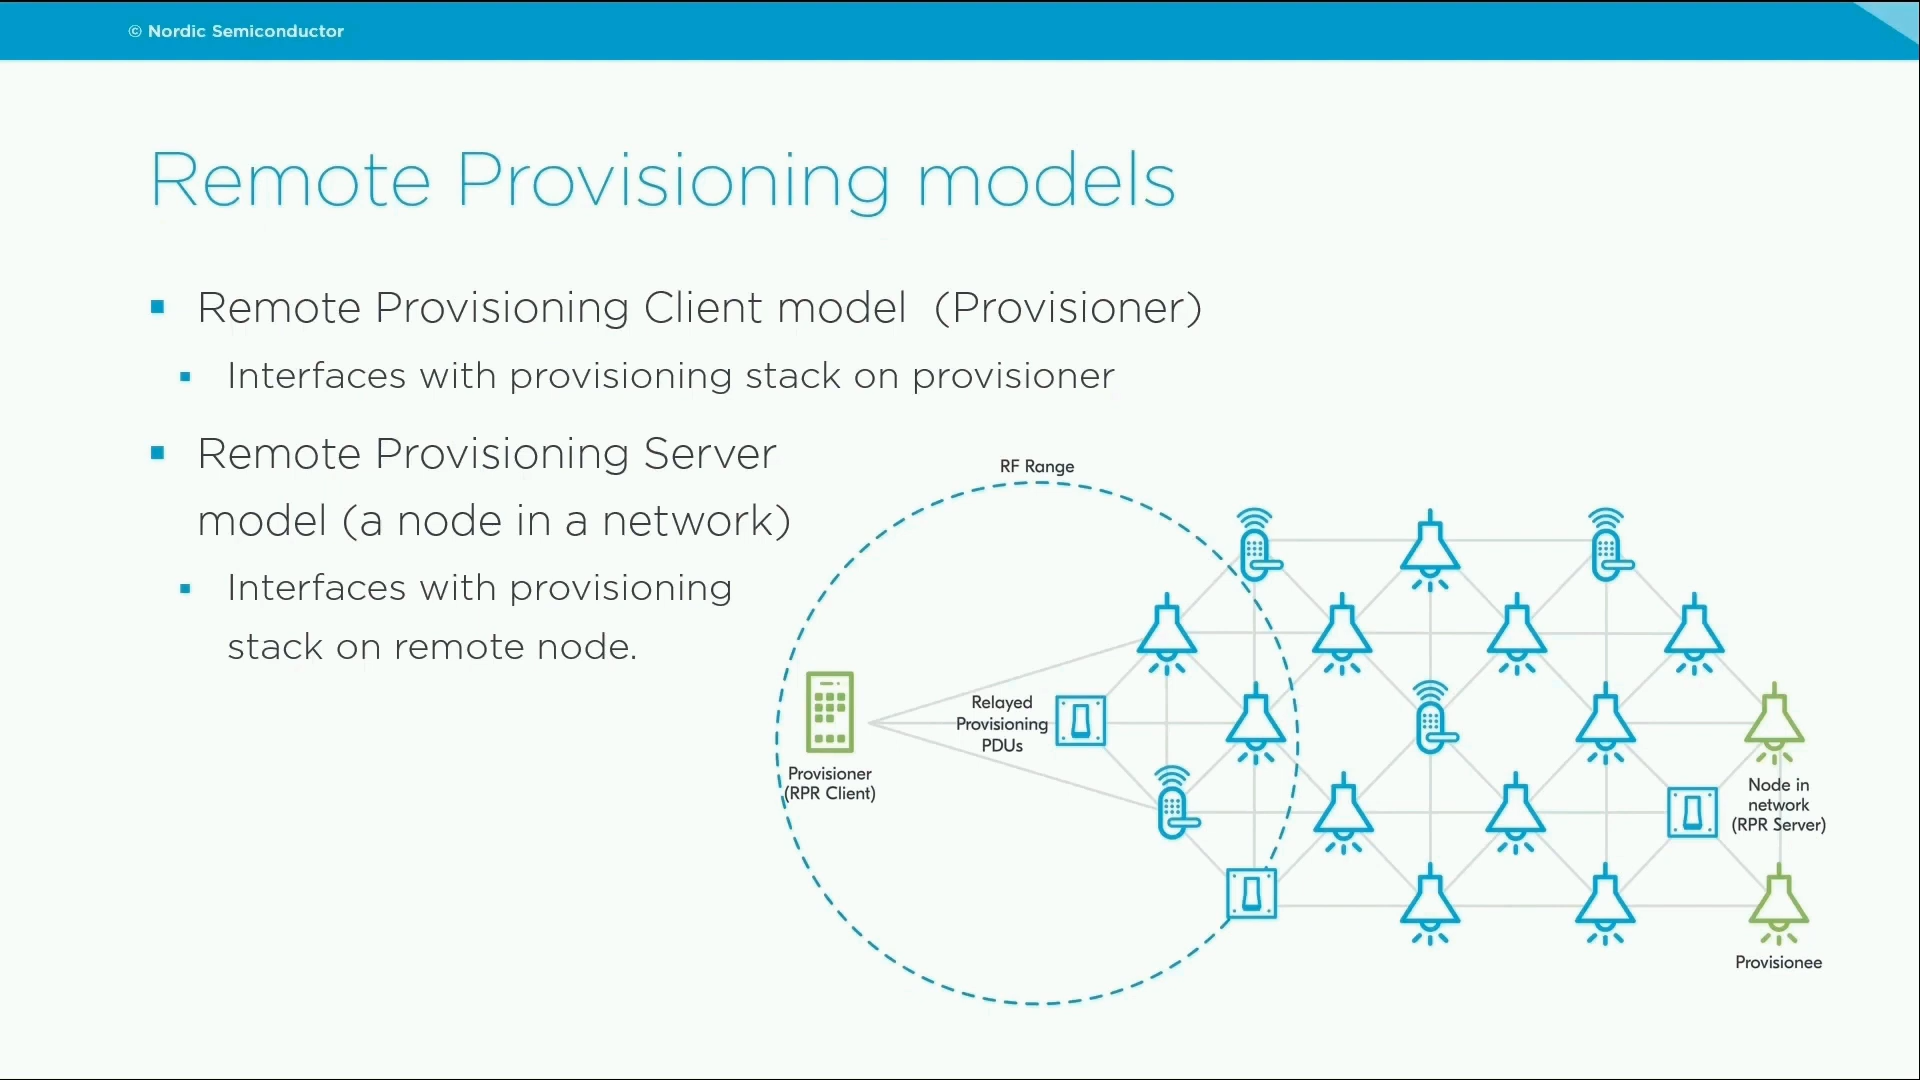 © Nordic Semiconductor
Remote Provisioning models
Remote Provisioning Client model (Provisioner)
Interfaces with provisioning stack on provisioner
Remote Provisioning Server
model (a node in a network)
Interfaces with provisioning
stack on remote node.
RF Range
Relayed
Provisioning
PDUs
Provisioner
(RPR Client)
Node in
network
(RPR Server)
Provisionee